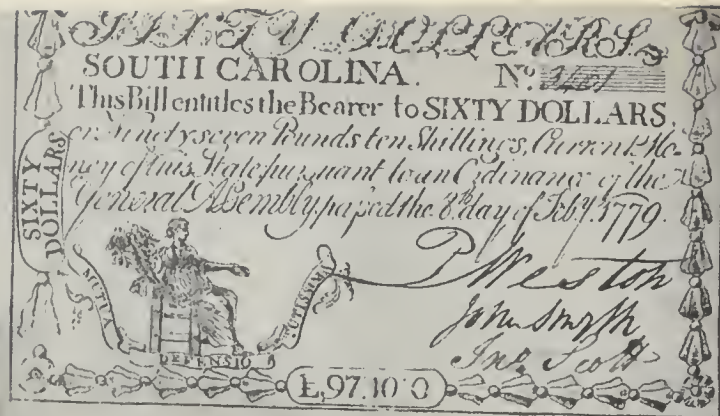 SIXTY DOLLARS
SOUTH CAROLINA. Nº.
This Bill entitles the Bearer to SIXTY DOLLARS,
or Ninety seven Pounds ten Shillings, Current Mo-
ney of this State pursuant to an Ordinance of the
General Assembly, passed the 8th. day of Feby. 1779.
SIXTY
DOLLARS
P Weston
John Smyth
Jnº. Scott
MUTUA DEFENSIO TUTISSIMA
£,97.10:0